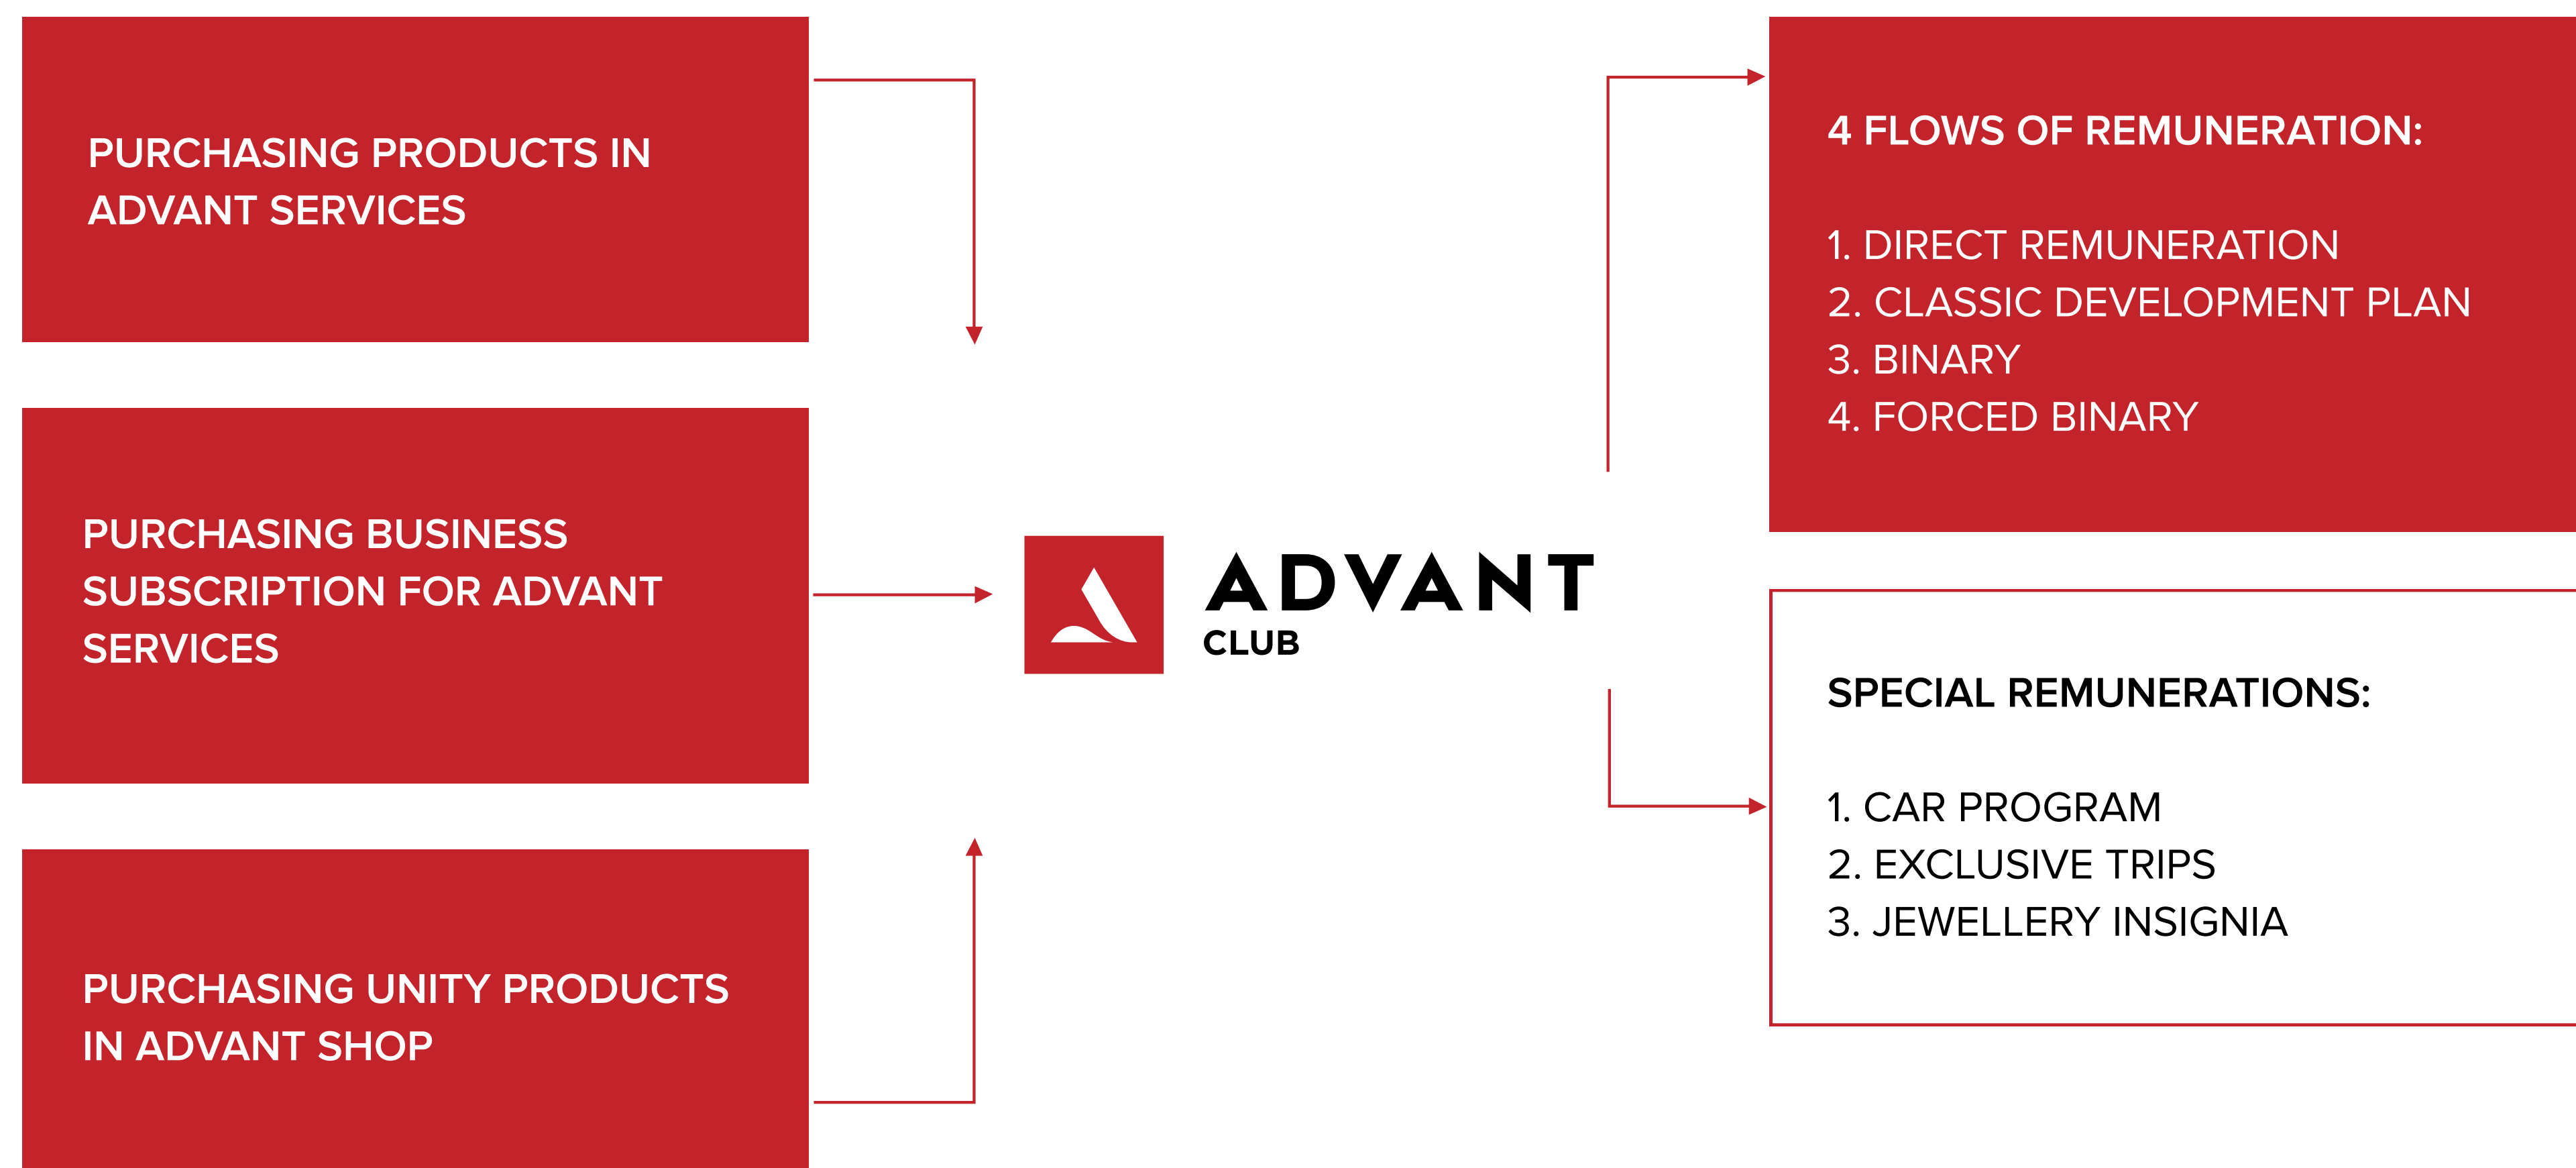 PURCHASING PRODUCTS IN
ADVANT SERVICES
PURCHASING BUSINESS
SUBSCRIPTION FOR ADVANT
SERVICES
PURCHASING UNITY PRODUCTS
IN ADVANT SHOP
ADVANT
CLUB
4 FLOWS OF REMUNERATION:
1. DIRECT REMUNERATION
2. CLASSIC DEVELOPMENT PLAN
3. BINARY
4. FORCED BINARY
SPECIAL REMUNERATIONS:
1. CAR PROGRAM
2. EXCLUSIVE TRIPS
3. JEWELLERY INSIGNIA